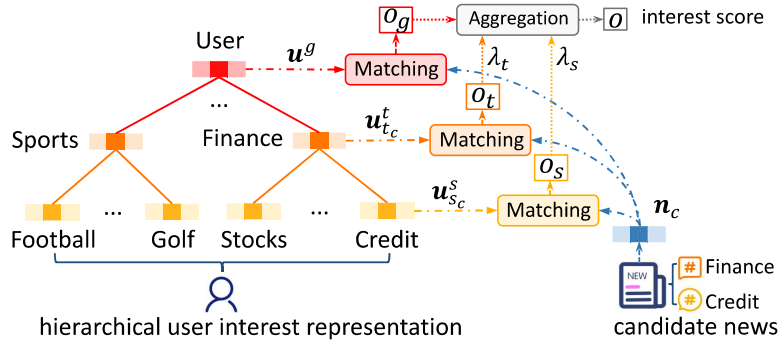 User
u^g
Matching
o_g
Aggregation
o
interest score
λ_t
λ_s
...
Sports
Finance
u^t_{t_c}
Matching
o_t
o_s
...
...
u^s_{s_c}
Matching
n_c
Football
Golf
Stocks
Credit
NEW
# Finance
# Credit
hierarchical user interest representation
candidate news